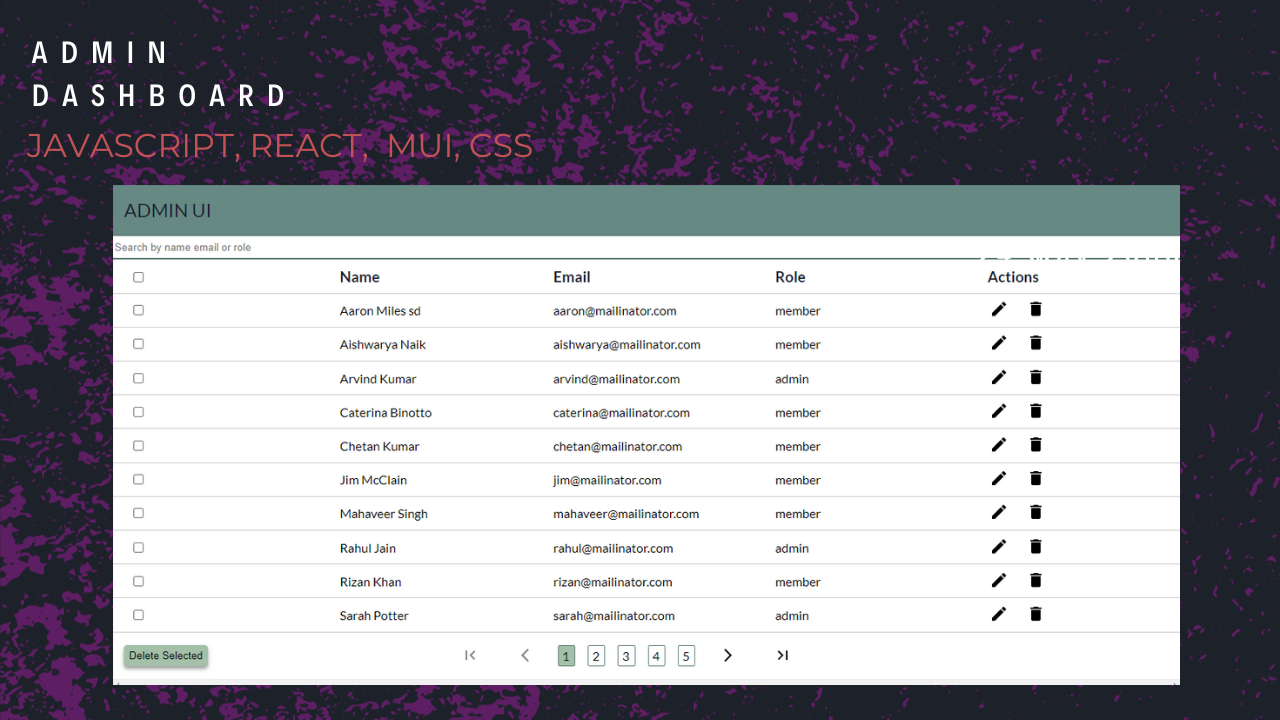 ADMIN
DASHBOARD
JAVASCRIPT, REACT, MUI, CSS
ADMIN UI
Search by name email or role
Name Email Role Actions
Aaron Miles sd aaron@mailinator.com member
Aishwarya Naik aishwarya@mailinator.com member
Arvind Kumar arvind@mailinator.com admin
Caterina Binotto caterina@mailinator.com member
Chetan Kumar chetan@mailinator.com member
Jim McClain jim@mailinator.com member
Mahaveer Singh mahaveer@mailinator.com member
Rahul Jain rahul@mailinator.com admin
Rizan Khan rizan@mailinator.com member
Sarah Potter sarah@mailinator.com admin
Delete Selected 1 2 3 4 5